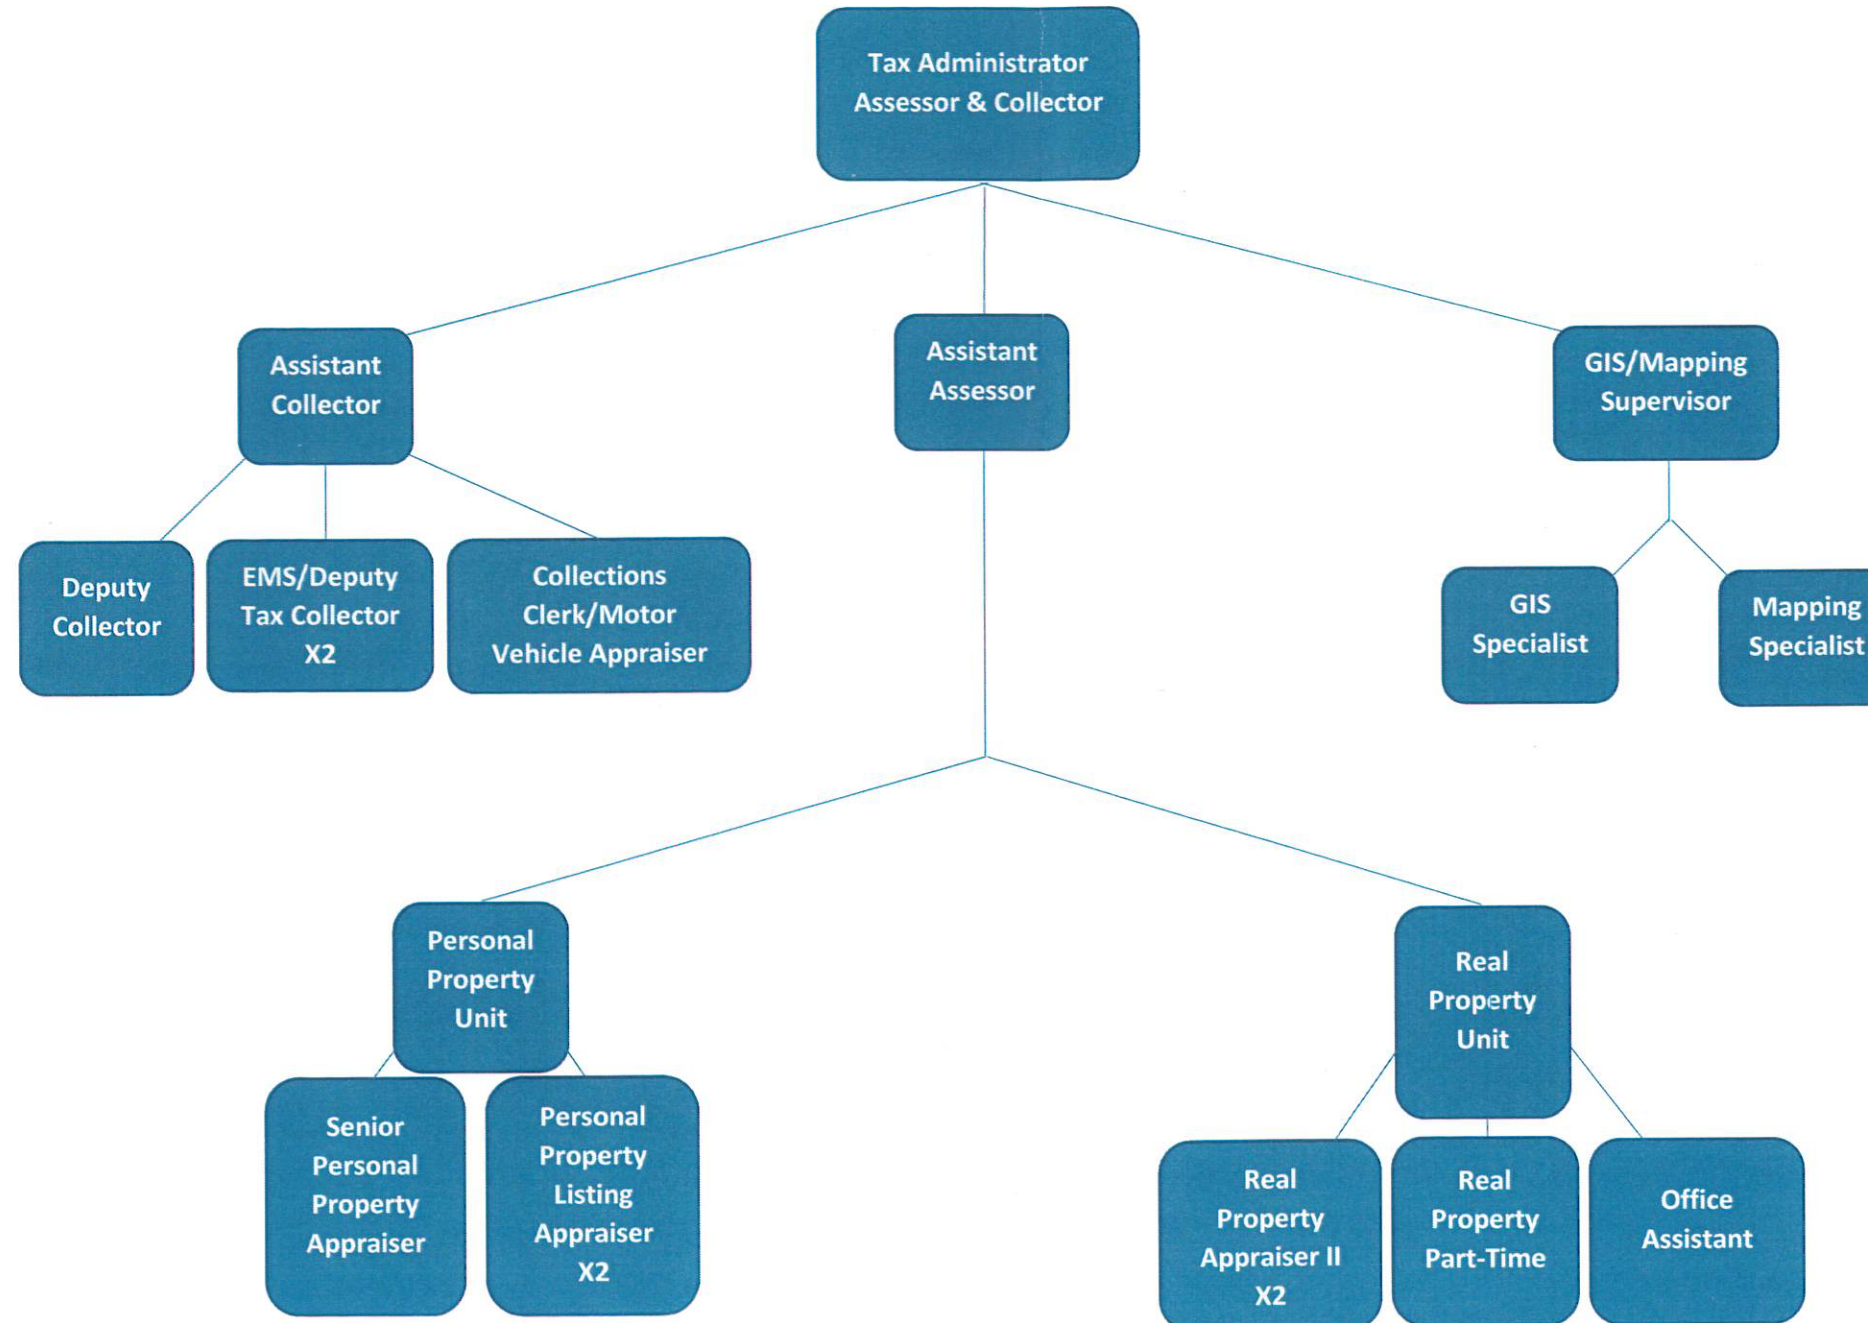 Tax Administrator
Assessor & Collector
Assistant
Collector
Assistant
Assessor
GIS/Mapping
Supervisor
Deputy
Collector
EMS/Deputy
Tax Collector
X2
Collections
Clerk/Motor
Vehicle Appraiser
GIS
Specialist
Mapping
Specialist
Personal
Property
Unit
Real
Property
Unit
Senior
Personal
Property
Appraiser
Personal
Property
Listing
Appraiser
X2
Real
Property
Appraiser II
X2
Real
Property
Part-Time
Office
Assistant